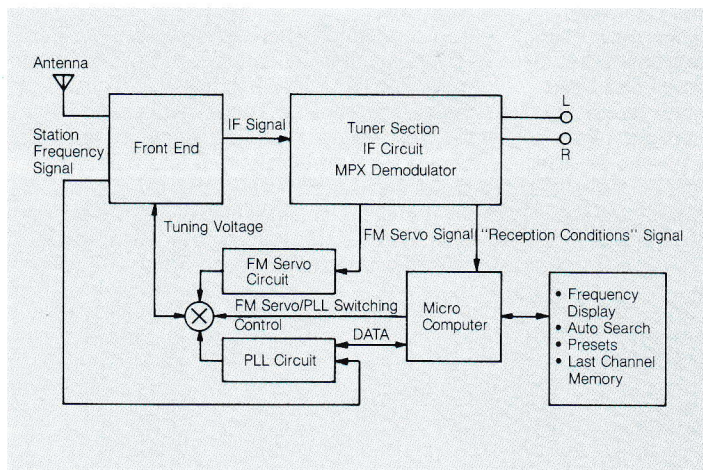 Antenna
Station
Frequency
Signal
Front End
IF Signal
Tuner Section
IF Circuit
MPX Demodulator
L
R
Tuning Voltage
FM Servo Signal
"Reception Conditions" Signal
FM Servo
Circuit
FM Servo/PLL Switching
Control
Micro
Computer
DATA
PLL Circuit
• Frequency
Display
• Auto Search
• Presets
• Last Channel
Memory